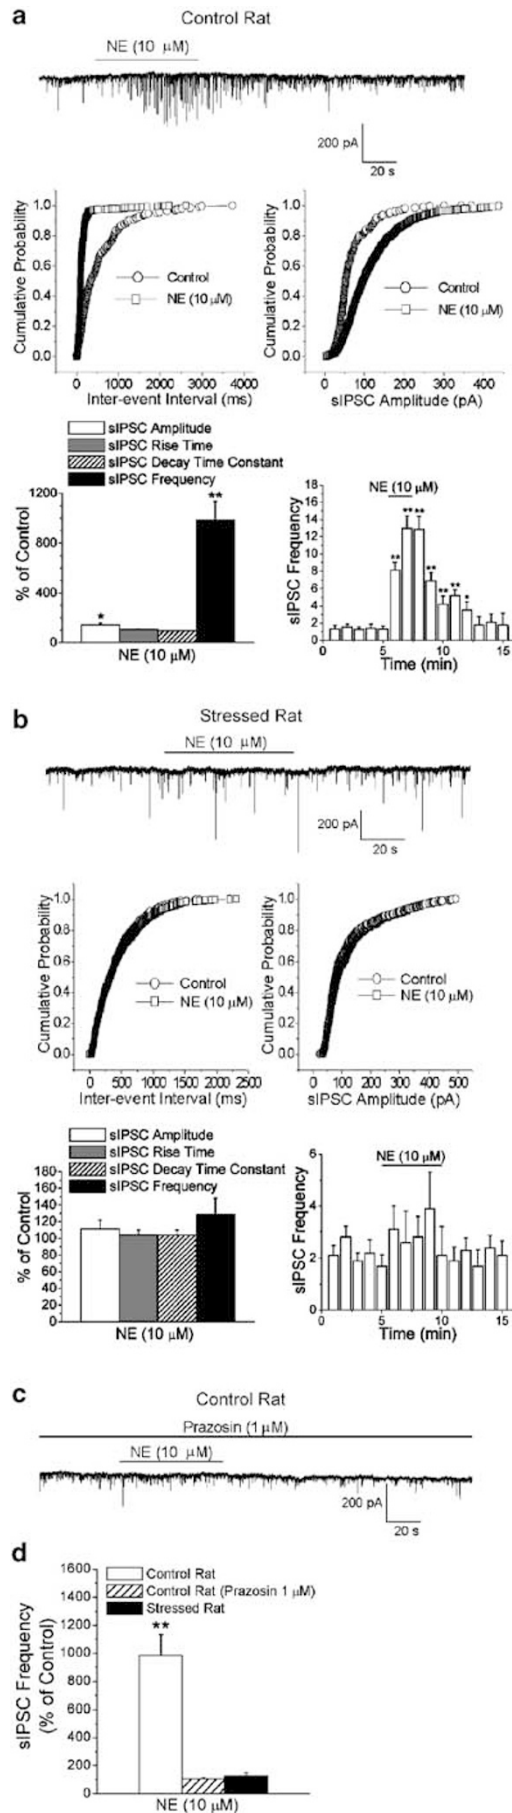 a
Control Rat
NE (10 μM)
200 pA
20 s
Cumulative Probability
1.0
0.8
0.6
0.4
0.2
0.0
Control
NE (10 μM)
0 1000 2000 3000 4000
Inter-event Interval (ms)
Cumulative Probability
1.0
0.8
0.6
0.4
0.2
0.0
Control
NE (10 μM)
0 100 200 300 400
sIPSC Amplitude (pA)
sIPSC Amplitude
sIPSC Rise Time
sIPSC Decay Time Constant
sIPSC Frequency
% of Control
1200
800
400
0
*
**
NE (10 μM)
sIPSC Frequency
18
16
14
12
10
8
6
4
2
0
NE (10 μM)
** ** ** ** ** ** *
0 5 10 15
Time (min)
b
Stressed Rat
NE (10 μM)
200 pA
20 s
Cumulative Probability
1.0
0.8
0.6
0.4
0.2
0.0
Control
NE (10 μM)
0 500 1000 1500 2000 2500
Inter-event Interval (ms)
Cumulative Probability
1.0
0.8
0.6
0.4
0.2
0.0
Control
NE (10 μM)
0 100 200 300 400 500
sIPSC Amplitude (pA)
sIPSC Amplitude
sIPSC Rise Time
sIPSC Decay Time Constant
sIPSC Frequency
% of Control
180
160
140
120
100
80
60
40
20
0
NE (10 μM)
sIPSC Frequency
6
4
2
0
NE (10 μM)
0 5 10 15
Time (min)
c
Control Rat
Prazosin (1 μM)
NE (10 μM)
200 pA
20 s
d
sIPSC Frequency
(% of Control)
1600
1400
1200
1000
800
600
400
200
0
Control Rat
Control Rat (Prazosin 1 μM)
Stressed Rat
**
NE (10 μM)